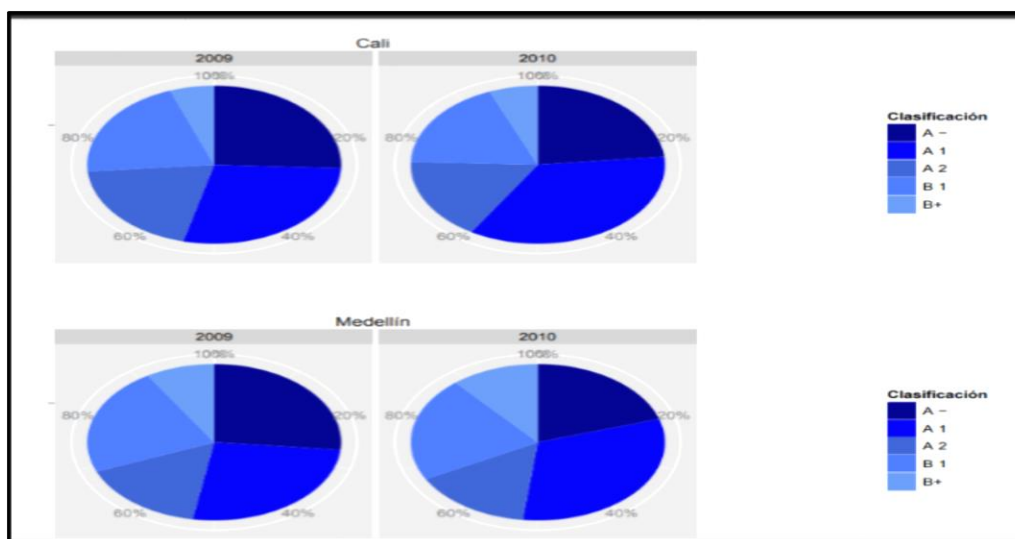 Cali
2009 2010
100% 100%
80% 20% 80% 20%
60% 40% 60% 40%
Clasificación
A −
A 1
A 2
B 1
B+
Medellín
2009 2010
100% 100%
80% 20% 80% 20%
60% 40% 60% 40%
Clasificación
A −
A 1
A 2
B 1
B+